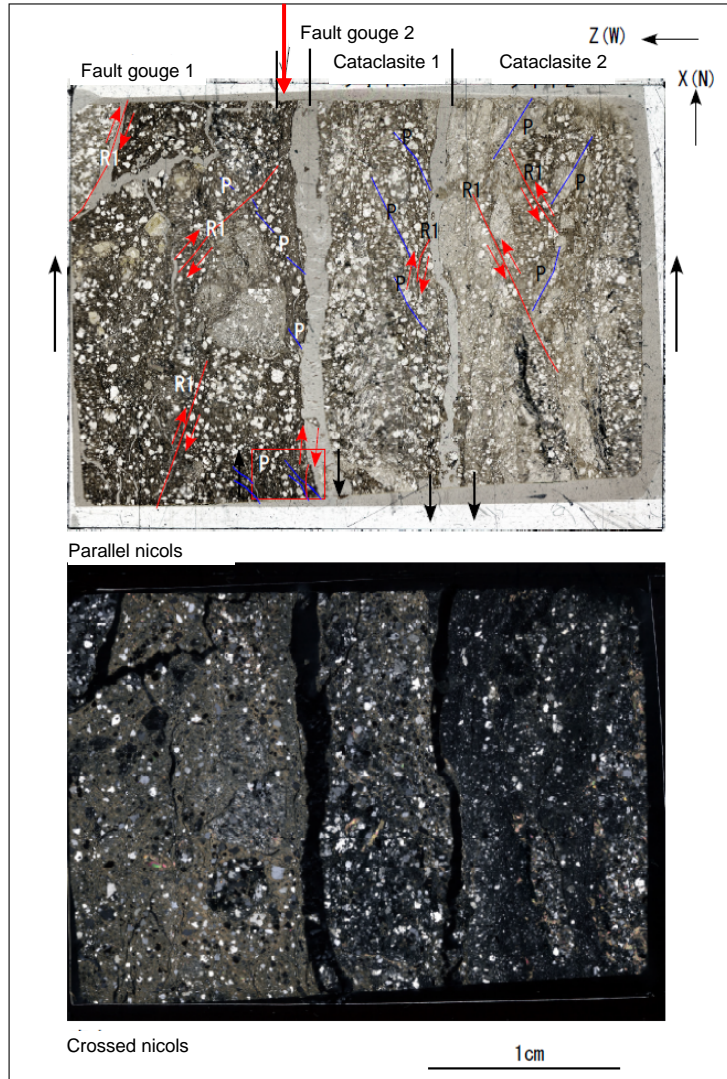 Fault gouge 2
Z(W)
Fault gouge 1
Cataclasite 1
Cataclasite 2
X(N)
P
R1
P
R1
P
R1
P
P
R1
R1
P
P
P
P
R1
P
Parallel nicols
Crossed nicols
1cm